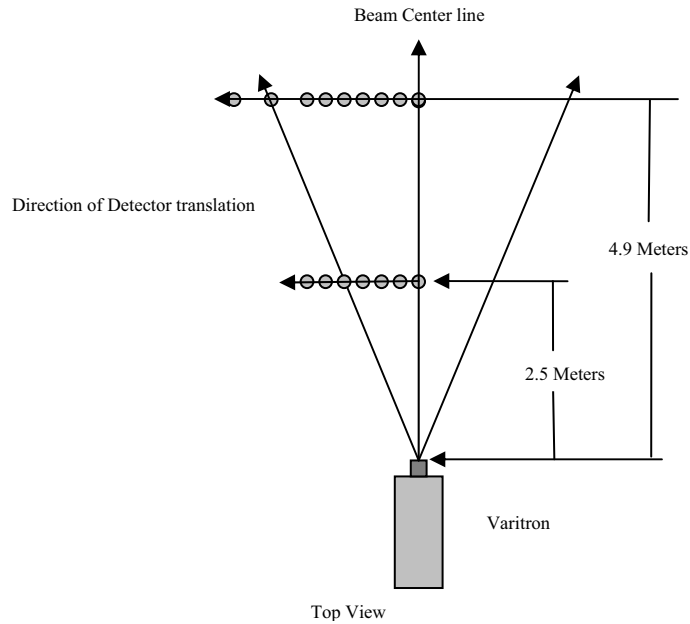 Beam Center line
Direction of Detector translation
4.9 Meters
2.5 Meters
Varitron
Top View